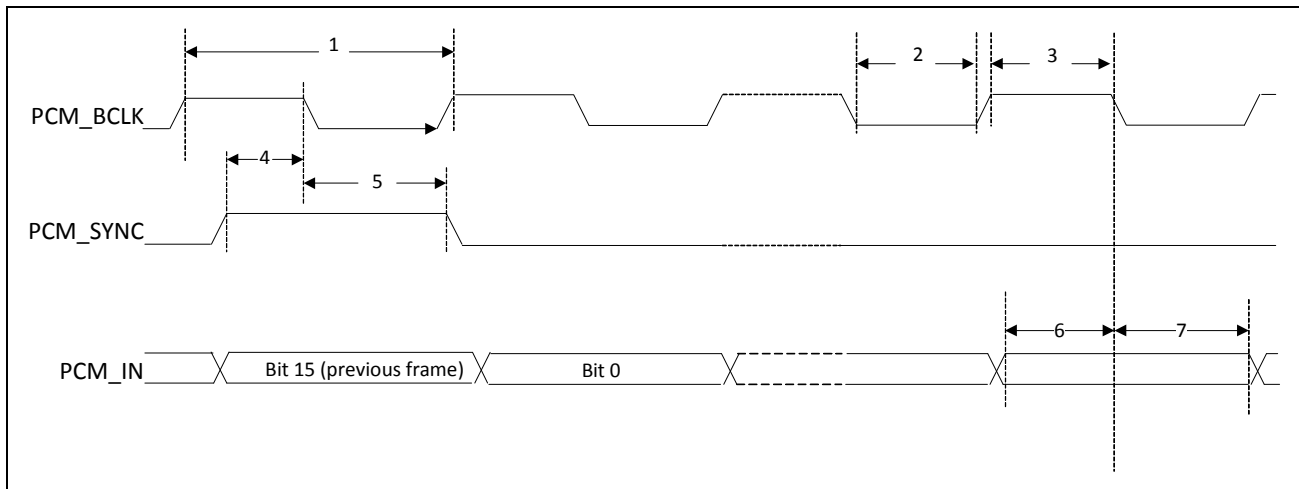 1
2
3
PCM_BCLK
4
5
PCM_SYNC
6
7
PCM_IN
Bit 15 (previous frame)
Bit 0